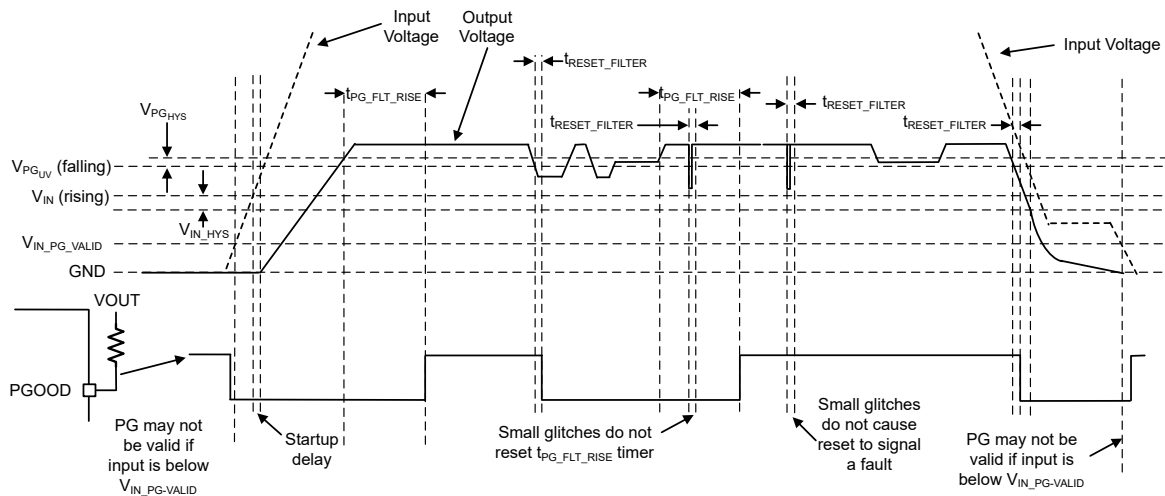 Input
Voltage
Output
Voltage
Input Voltage
tRESET_FILTER
tPG_FLT_RISE
tPG_FLT_RISE
tRESET_FILTER
tRESET_FILTER
tRESET_FILTER
VPGHYS
VPGUV (falling)
VIN (rising)
VIN_HYS
VIN_PG_VALID
GND
VOUT
PGOOD
PG may not
be valid if
input is below
VIN_PG-VALID
Startup
delay
Small glitches do not
reset tPG_FLT_RISE timer
Small glitches
do not cause
reset to signal
a fault
PG may not be
valid if input is
below VIN_PG-VALID